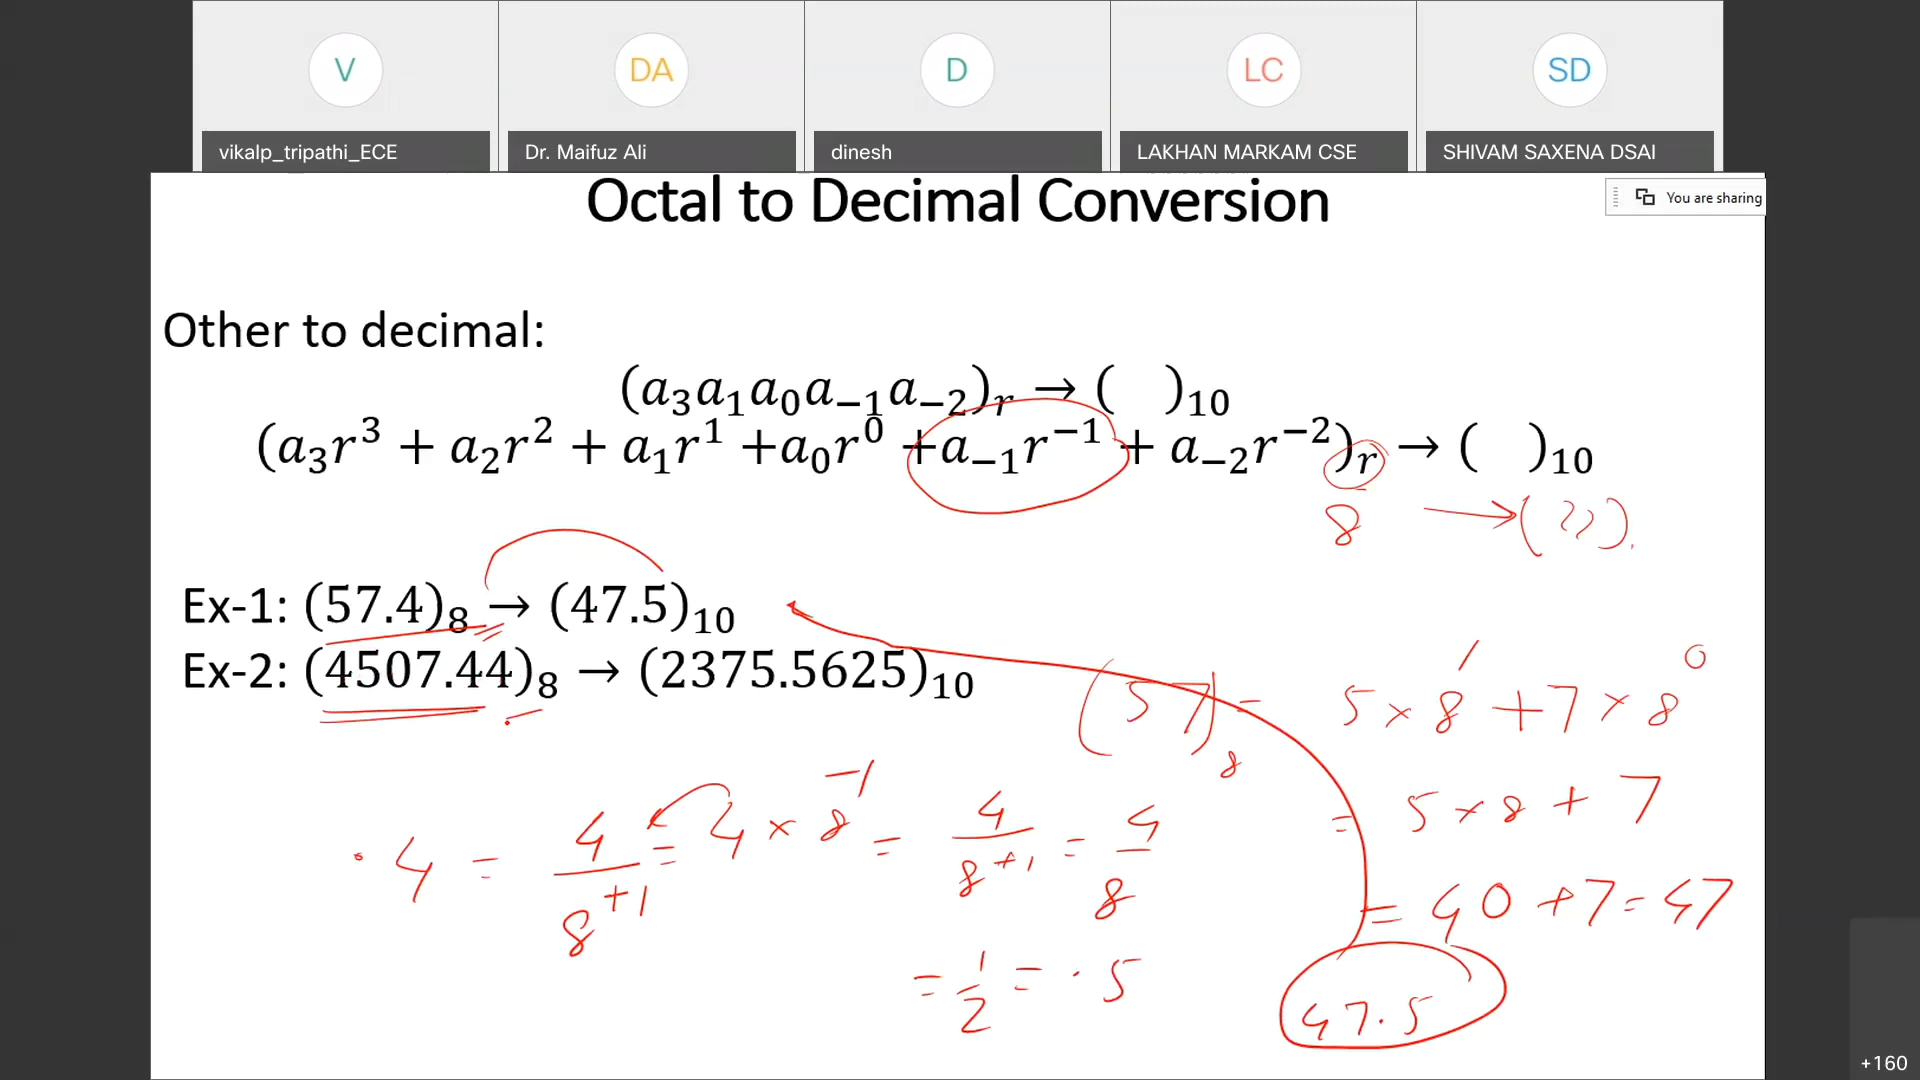 V DA D LC SD
vikalp_tripathi_ECE Dr. Maifuz Ali dinesh LAKHAN MARKAM CSE SHIVAM SAXENA DSAI
Octal to Decimal Conversion
You are sharing
Other to decimal:
(a₃a₁a₀a₋₁a₋₂)ᵣ → ( )₁₀
(a₃r³ + a₂r² + a₁r¹ +a₀r⁰ +a₋₁r⁻¹ + a₋₂r⁻²)ᵣ → ( )₁₀
8 → (??).
Ex-1: (57.4)₈ → (47.5)₁₀
Ex-2: (4507.44)₈ → (2375.5625)₁₀
(57)₈ = 5 × 8¹ + 7 × 8⁰
= 5 × 8 + 7
= 40 + 7 = 47
.4 = 4/8⁺¹ = 4 × 8⁻¹ = 4/8⁺¹ = 4/8
= 1/2 = .5
47.5
+160